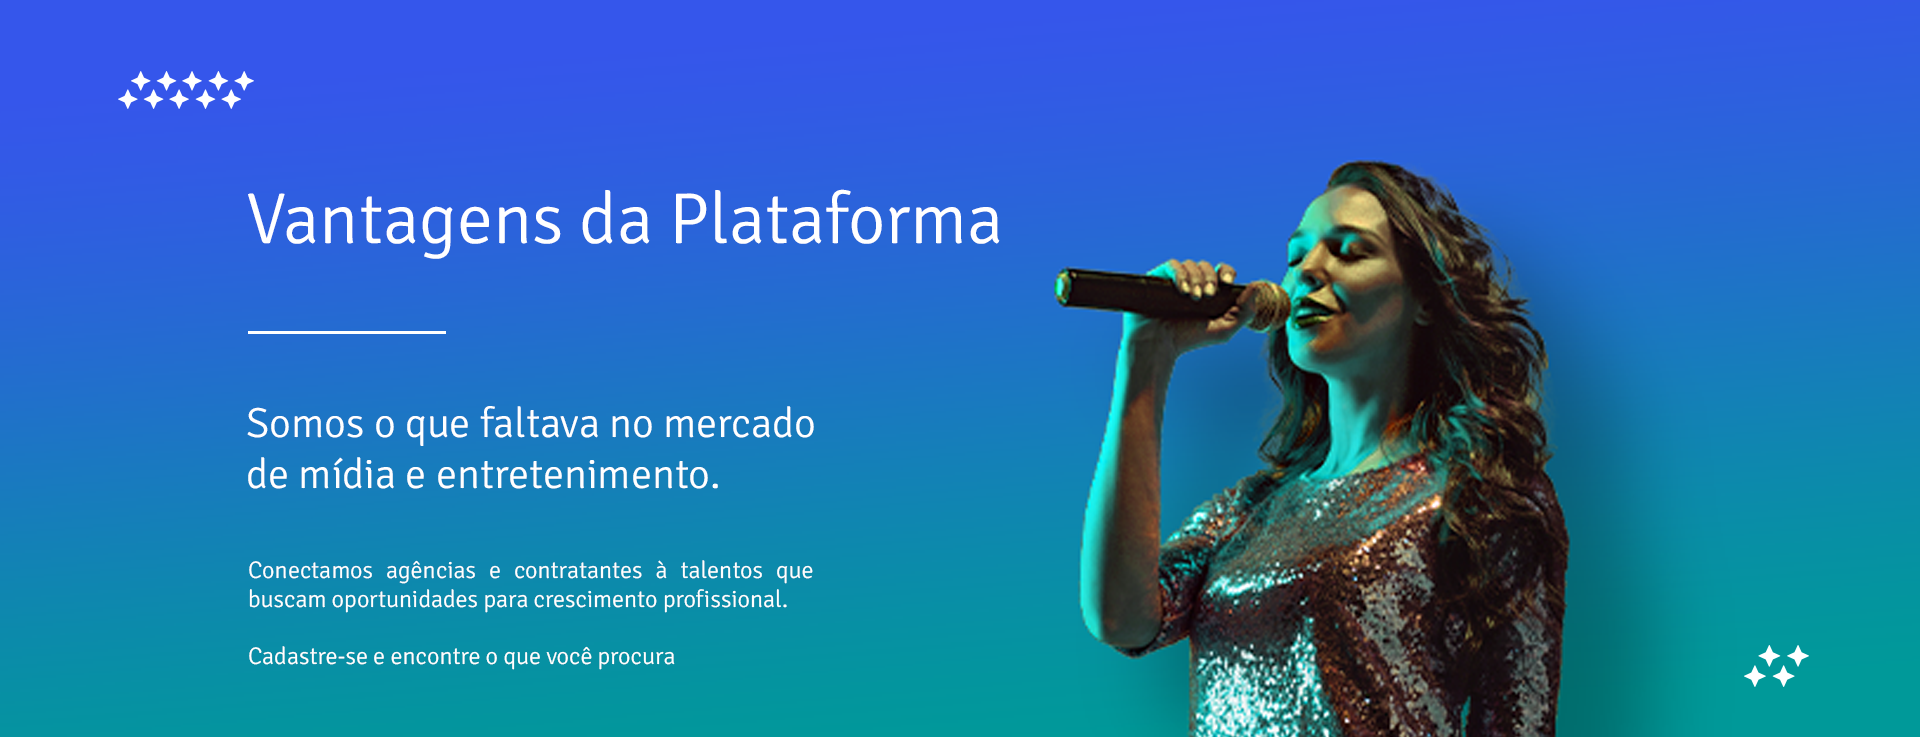 Vantagens da Plataforma
Somos o que faltava no mercado
de mídia e entretenimento.
Conectamos agências e contratantes à talentos que
buscam oportunidades para crescimento profissional.
Cadastre-se e encontre o que você procura